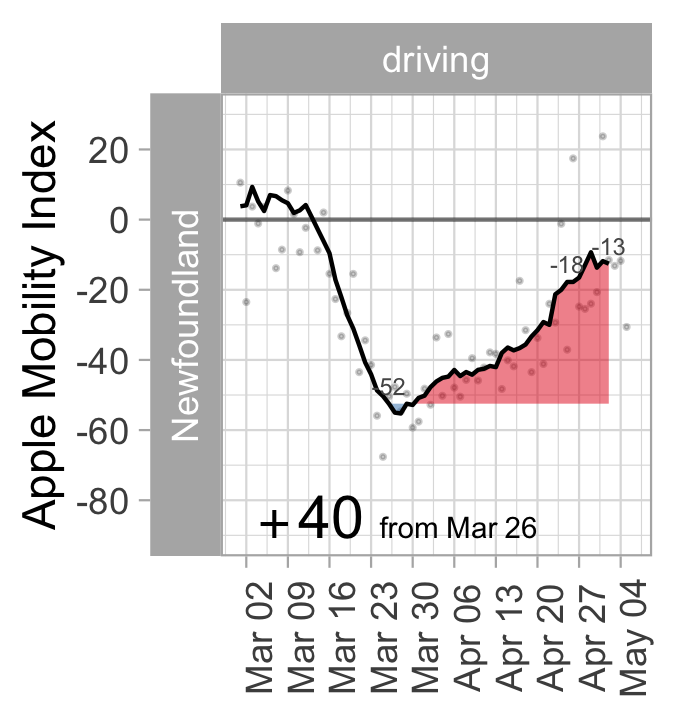 driving
Apple Mobility Index
Newfoundland
20
0
-20
-40
-60
-80
-13
-18
-52
+40 from Mar 26
Mar 02
Mar 09
Mar 16
Mar 23
Mar 30
Apr 06
Apr 13
Apr 20
Apr 27
May 04